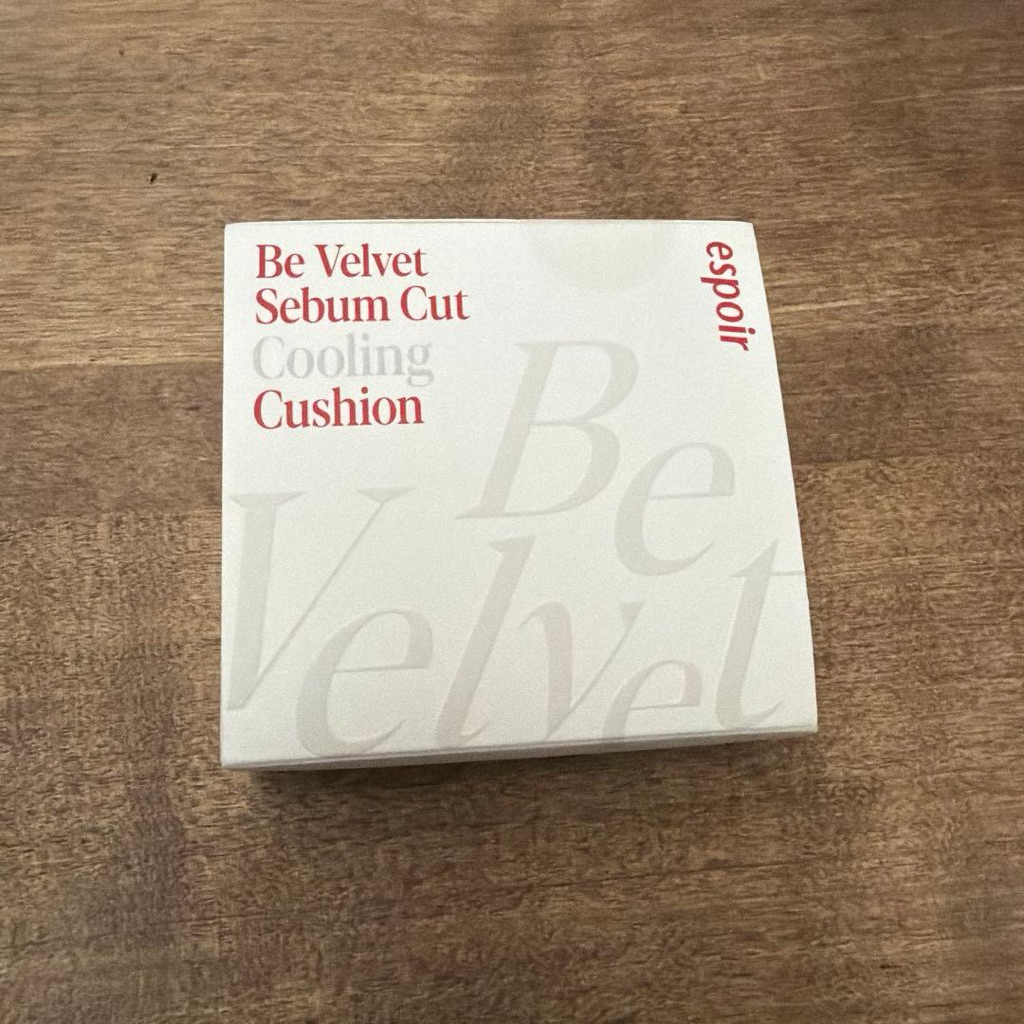 Be Velvet
Sebum Cut
Cooling
Cushion
espoir
Be
Velvet